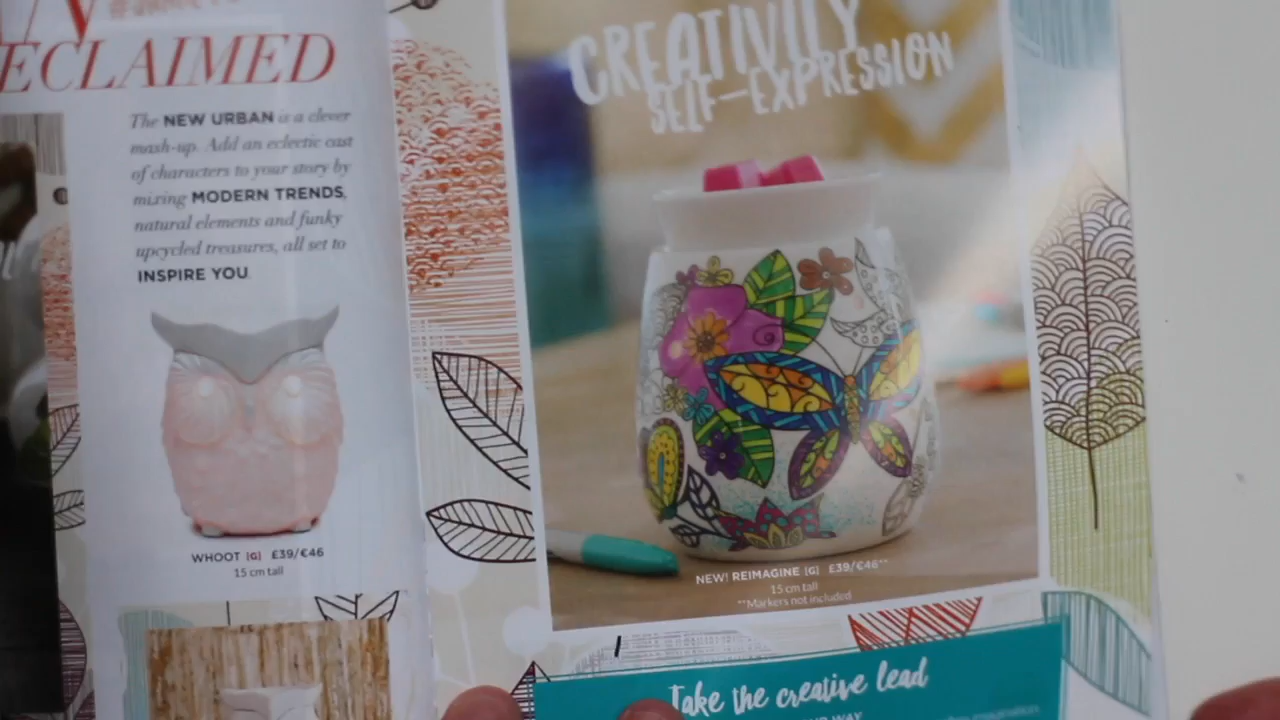 ECLAIMED
The NEW URBAN is a clever
mash-up. Add an eclectic cast
of characters to your story by
mixing MODERN TRENDS,
natural elements and funky
upcycled treasures, all set to
INSPIRE YOU
WHOOT [G] £39/€46
15 cm tall
CREATIVITY
SELF-EXPRESSION
NEW! REIMAGINE [G] £39/€46**
15 cm tall
**Markers not included
Take the creative lead
WAY